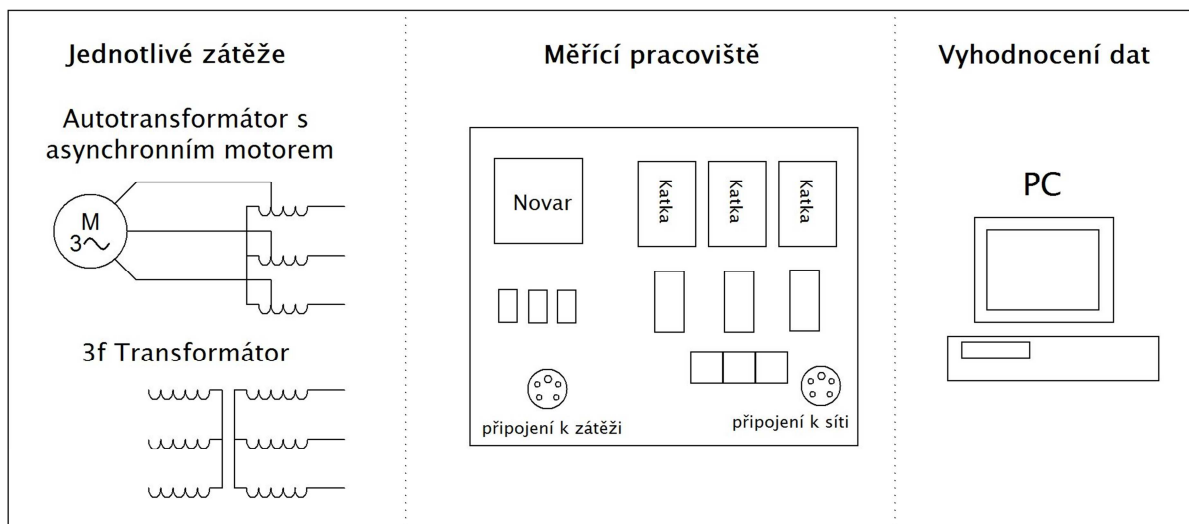 Jednotlivé zátěže
Autotransformátor s
asynchronním motorem
M
3
3f Transformátor
Měřící pracoviště
Novar
Katka
Katka
Katka
připojení k zátěži
připojení k síti
Vyhodnocení dat
PC